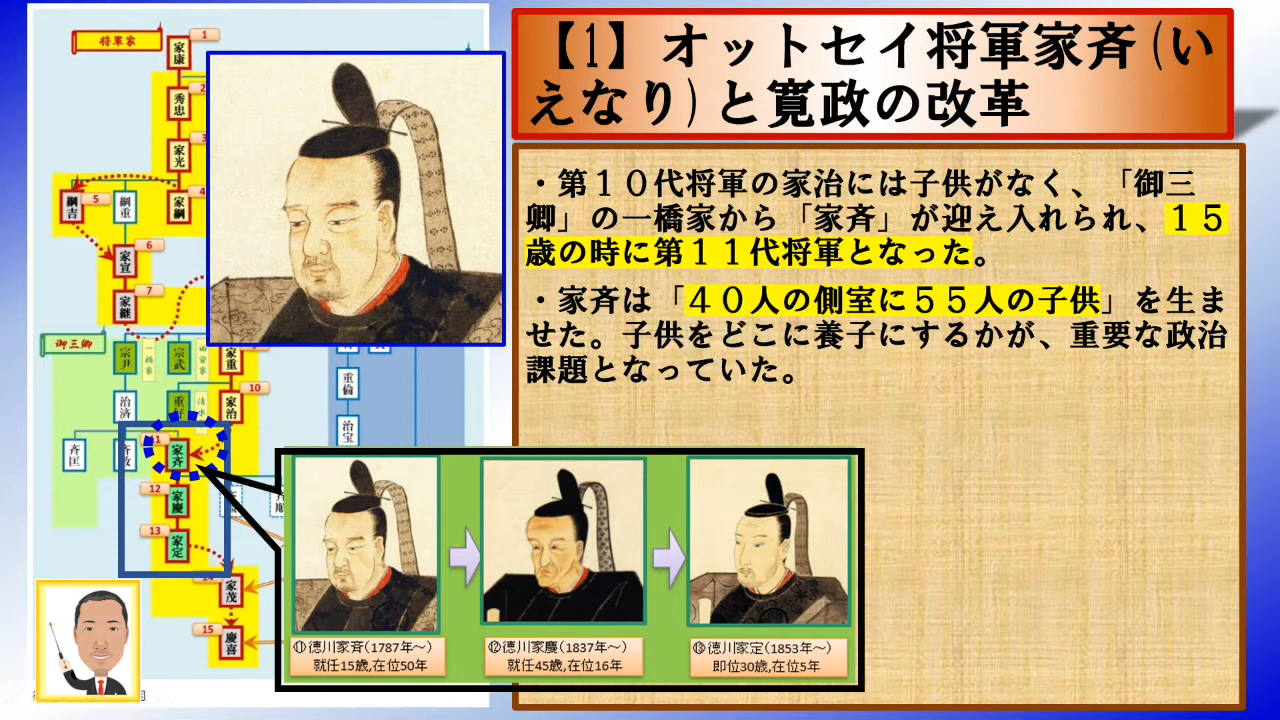 【1】オットセイ将軍家斉(い
えなり)と寛政の改革
・第１０代将軍の家治には子供がなく、「御三
卿」の一橋家から「家斉」が迎え入れられ、１５
歳の時に第１１代将軍となった。
・家斉は「４０人の側室に５５人の子供」を生ま
せた。子供をどこに養子にするかが、重要な政治
課題となっていた。
将軍家
1
家康
2
秀忠
3
家光
4
家綱
5
綱吉
綱重
6
家宣
7
家継
御三卿
宗尹
一橋家
宗武
家重
10
治済
家治
重倫
治宝
斉匡
11
家斉
12
家慶
13
家定
家茂
15
慶喜
⑪徳川家斉(1787年～)
就任15歳,在位50年
⑫徳川家慶(1837年～)
就任45歳,在位16年
⑬徳川家定(1853年～)
即位30歳,在位5年